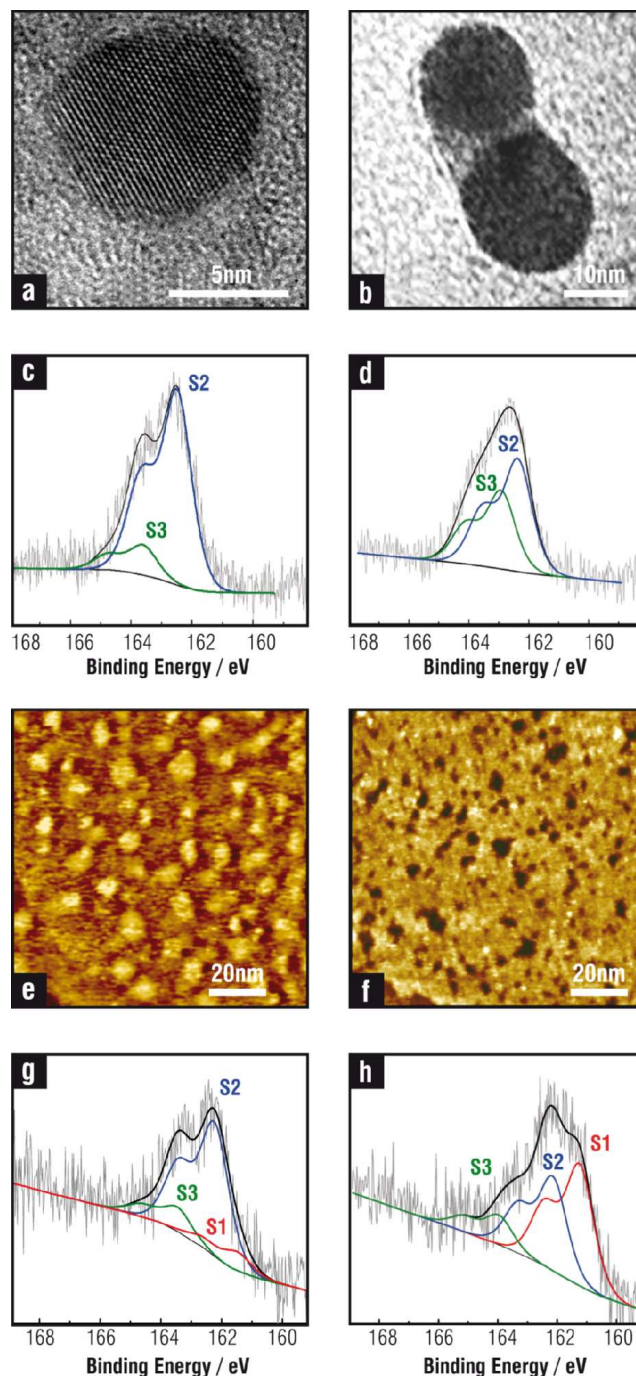 5nm
a
10nm
b
c
S2
S3
168 166 164 162 160
Binding Energy / eV
d
S2
S3
168 166 164 162 160
Binding Energy / eV
20nm
e
20nm
f
g
S2
S3
S1
168 166 164 162 160
Binding Energy / eV
h
S1
S2
S3
168 166 164 162 160
Binding Energy / eV